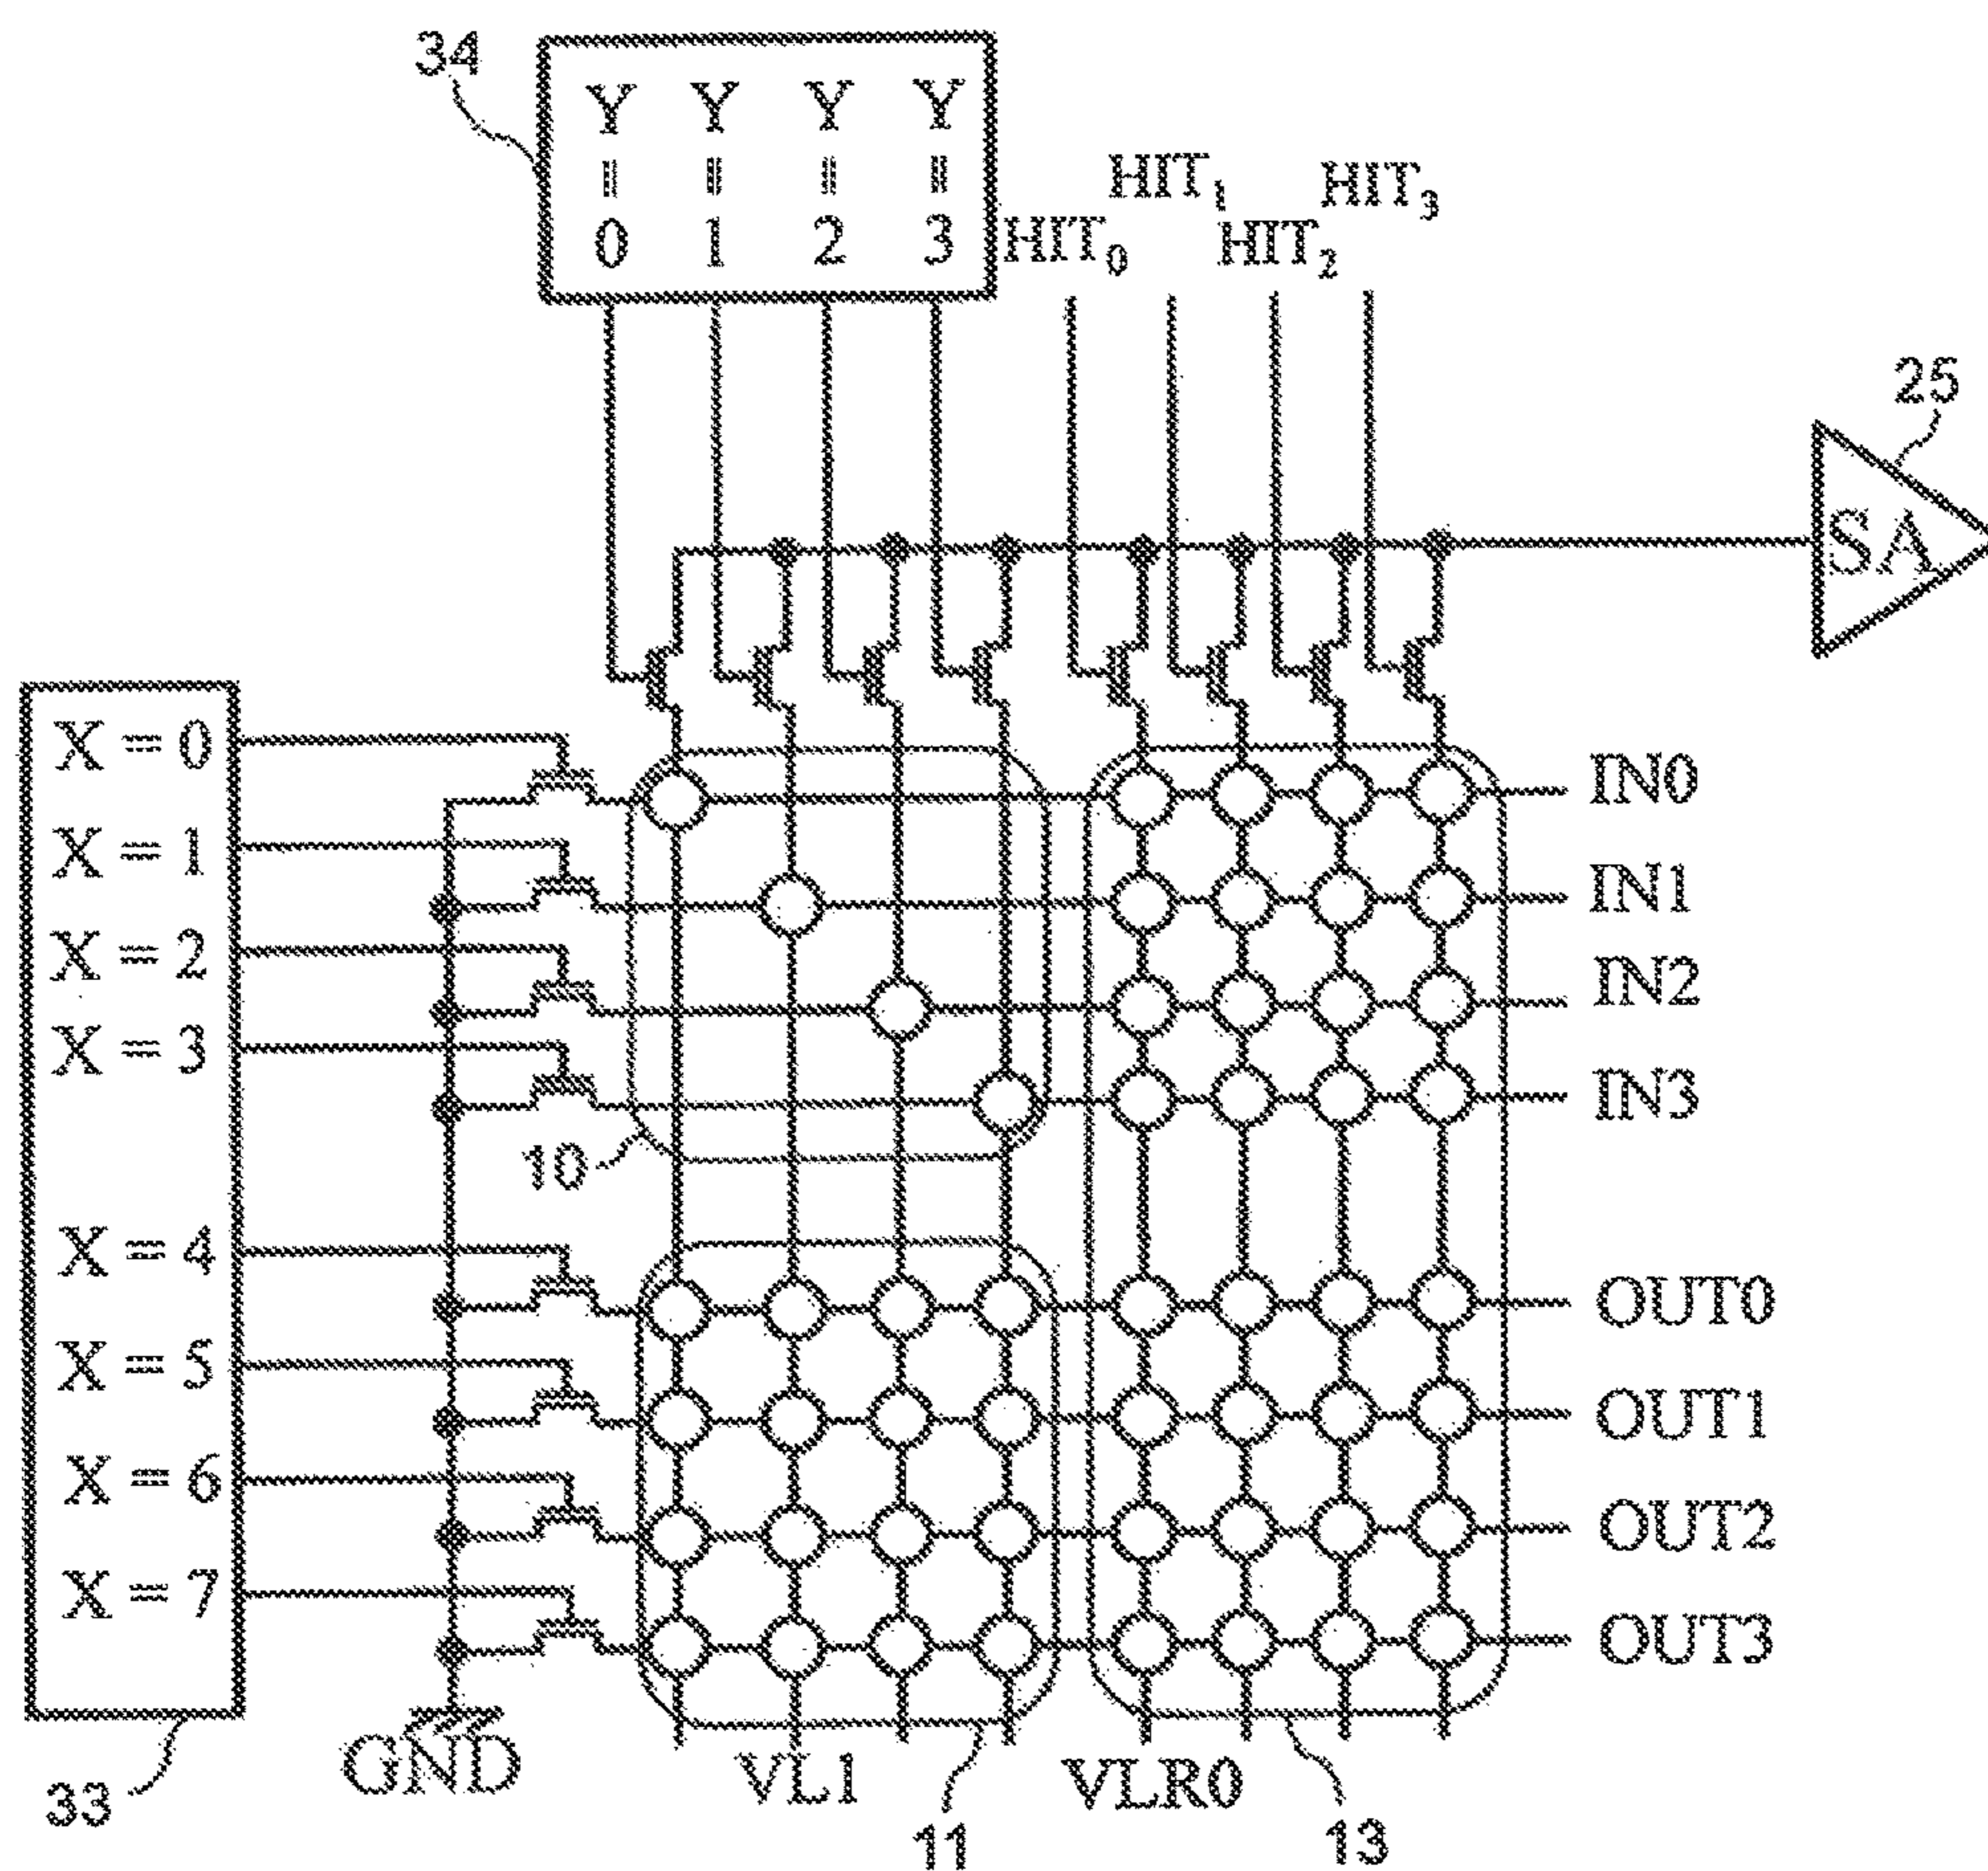 34
Y = 0
Y = 1
Y = 2
Y = 3
HIT0
HIT1
HIT2
HIT3
25
SA
X = 0
X = 1
X = 2
X = 3
X = 4
X = 5
X = 6
X = 7
IN0
IN1
IN2
IN3
10
OUT0
OUT1
OUT2
OUT3
33
GND
VL1
11
VLR0
13